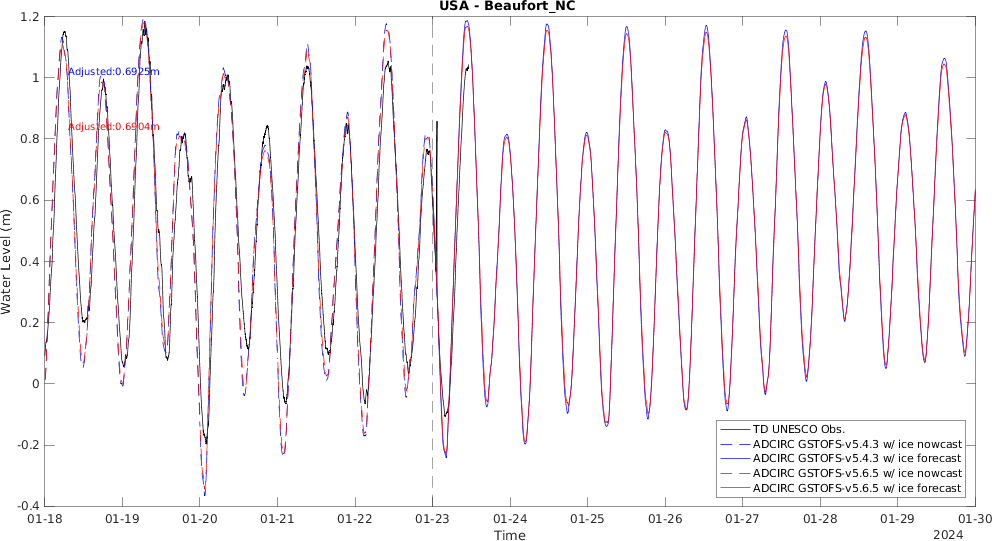 USA - Beaufort_NC
1.2
1
0.8
0.6
0.4
0.2
0
-0.2
-0.4
Water Level (m)
Adjusted:0.6925m
Adjusted:0.6904m
TD UNESCO Obs.
ADCIRC GSTOFS-v5.4.3 w/ ice nowcast
ADCIRC GSTOFS-v5.4.3 w/ ice forecast
ADCIRC GSTOFS-v5.6.5 w/ ice nowcast
ADCIRC GSTOFS-v5.6.5 w/ ice forecast
01-18 01-19 01-20 01-21 01-22 01-23 01-24 01-25 01-26 01-27 01-28 01-29 01-30
Time
2024